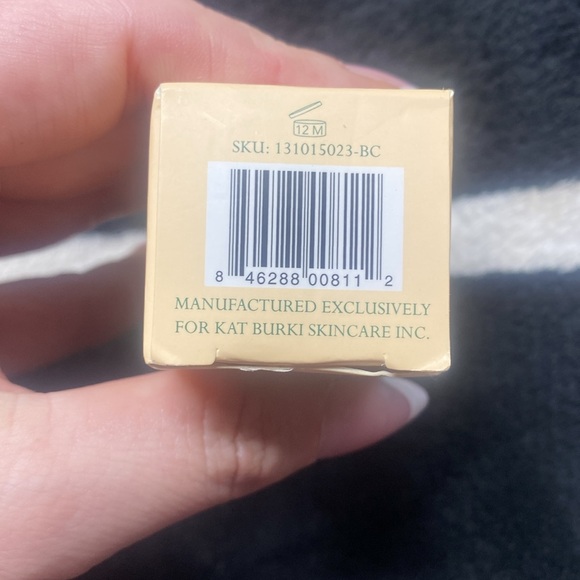 12 M
SKU: 131015023-BC
8 46288 00811 2
MANUFACTURED EXCLUSIVELY
FOR KAT BURKI SKINCARE INC.